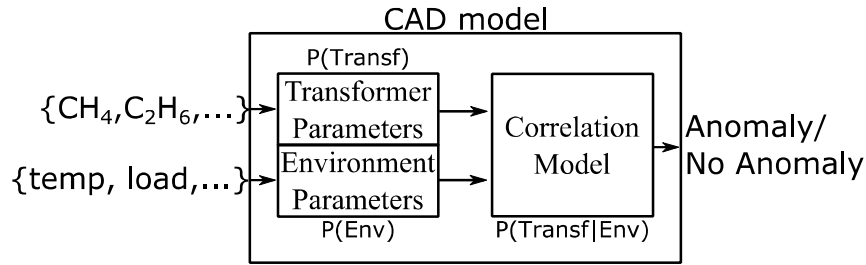 CAD model
P(Transf)
{CH₄,C₂H₆,...}
Transformer
Parameters
{temp, load,...}
Environment
Parameters
P(Env)
Correlation
Model
P(Transf|Env)
Anomaly/
No Anomaly